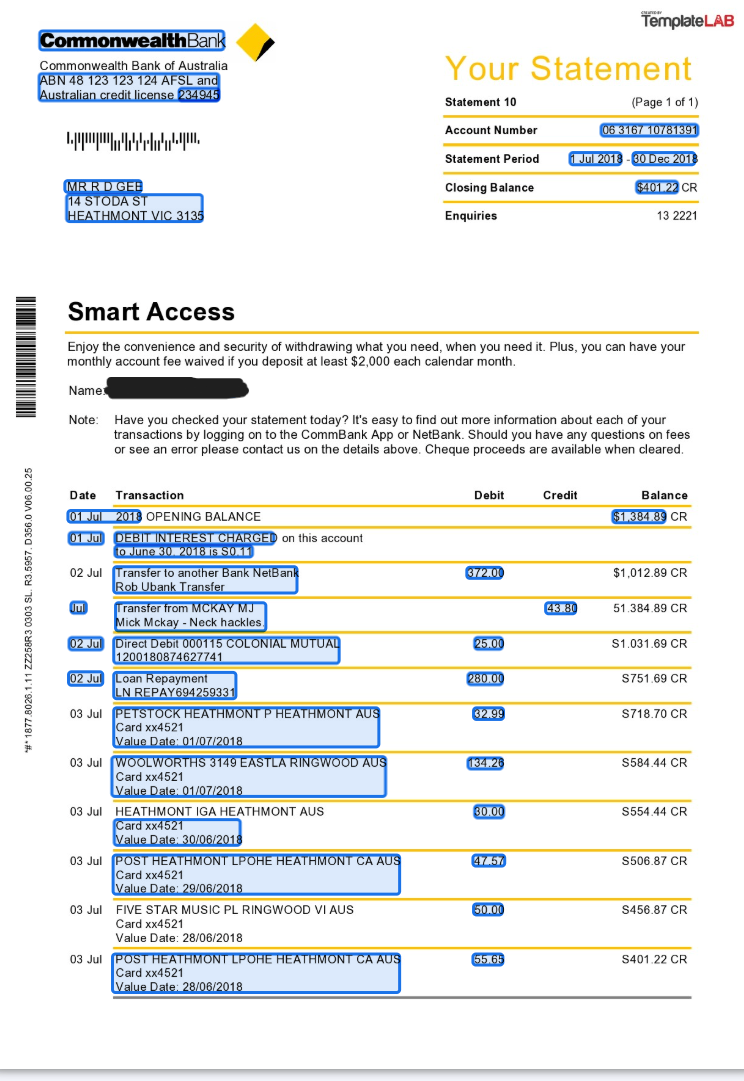 CREATED BY
TemplateLAB
CommonwealthBank
Commonwealth Bank of Australia
ABN 48 123 123 124 AFSL and
Australian credit license 234945
Your Statement
Statement 10 (Page 1 of 1)
Account Number 06 3167 10781391
Statement Period 1 Jul 2018 - 30 Dec 2018
Closing Balance $401.22 CR
Enquiries 13 2221
MR R D GEE
14 STODA ST
HEATHMONT VIC 3135
*#* 1877.8026.1.11 ZZ258R3 0303 SL. R3.5957. D356.0 V06.00.25
Smart Access
Enjoy the convenience and security of withdrawing what you need, when you need it. Plus, you can have your
monthly account fee waived if you deposit at least $2,000 each calendar month.
Name:
Note: Have you checked your statement today? It's easy to find out more information about each of your
transactions by logging on to the CommBank App or NetBank. Should you have any questions on fees
or see an error please contact us on the details above. Cheque proceeds are available when cleared.
Date Transaction Debit Credit Balance
01 Jul 2018 OPENING BALANCE $1,384.89 CR
01 Jul DEBIT INTEREST CHARGED on this account
to June 30, 2018 is S0.11
02 Jul Transfer to another Bank NetBank 372.00 $1,012.89 CR
Rob Ubank Transfer
Jul Transfer from MCKAY MJ 43.80 51.384.89 CR
Mick Mckay - Neck hackles.
02 Jul Direct Debit 000115 COLONIAL MUTUAL 25.00 S1.031.69 CR
1200180874627741
02 Jul Loan Repayment 280.00 S751.69 CR
LN REPAY694259331
03 Jul PETSTOCK HEATHMONT P HEATHMONT AUS 32.99 S718.70 CR
Card xx4521
Value Date: 01/07/2018
03 Jul WOOLWORTHS 3149 EASTLA RINGWOOD AUS 134.26 S584.44 CR
Card xx4521
Value Date: 01/07/2018
03 Jul HEATHMONT IGA HEATHMONT AUS 30.00 S554.44 CR
Card xx4521
Value Date: 30/06/2018
03 Jul POST HEATHMONT LPOHE HEATHMONT CA AUS 47.57 S506.87 CR
Card xx4521
Value Date: 29/06/2018
03 Jul FIVE STAR MUSIC PL RINGWOOD VI AUS 50.00 S456.87 CR
Card xx4521
Value Date: 28/06/2018
03 Jul POST HEATHMONT LPOHE HEATHMONT CA AUS 55.65 S401.22 CR
Card xx4521
Value Date: 28/06/2018